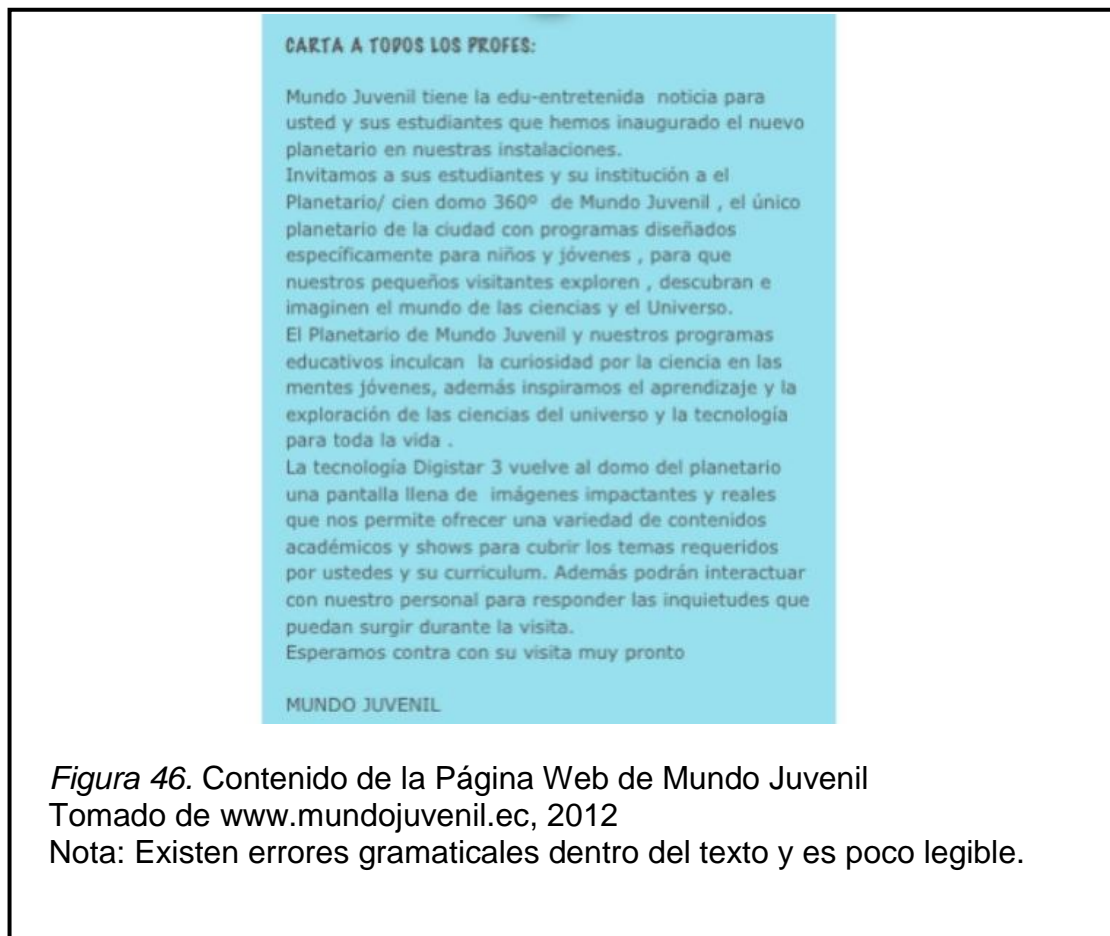 CARTA A TODOS LOS PROFES:
Mundo Juvenil tiene la edu-entretenida noticia para
usted y sus estudiantes que hemos inaugurado el nuevo
planetario en nuestras instalaciones.
Invitamos a sus estudiantes y su institución a el
Planetario/ cien domo 360º de Mundo Juvenil , el único
planetario de la ciudad con programas diseñados
específicamente para niños y jóvenes , para que
nuestros pequeños visitantes exploren , descubran e
imaginen el mundo de las ciencias y el Universo.
El Planetario de Mundo Juvenil y nuestros programas
educativos inculcan la curiosidad por la ciencia en las
mentes jóvenes, además inspiramos el aprendizaje y la
exploración de las ciencias del universo y la tecnología
para toda la vida .
La tecnología Digistar 3 vuelve al domo del planetario
una pantalla llena de imágenes impactantes y reales
que nos permite ofrecer una variedad de contenidos
académicos y shows para cubrir los temas requeridos
por ustedes y su curriculum. Además podrán interactuar
con nuestro personal para responder las inquietudes que
puedan surgir durante la visita.
Esperamos contra con su visita muy pronto
MUNDO JUVENIL
Figura 46. Contenido de la Página Web de Mundo Juvenil
Tomado de www.mundojuvenil.ec, 2012
Nota: Existen errores gramaticales dentro del texto y es poco legible.